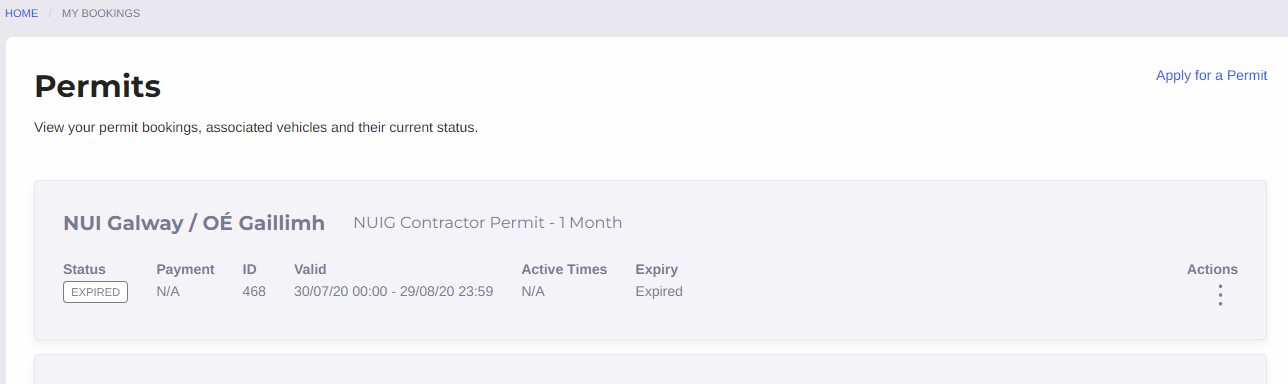 HOME / MY BOOKINGS
Permits
Apply for a Permit
View your permit bookings, associated vehicles and their current status.
NUI Galway / OÉ Gaillimh NUIG Contractor Permit - 1 Month
Status Payment ID Valid Active Times Expiry Actions
EXPIRED N/A 468 30/07/20 00:00 - 29/08/20 23:59 N/A Expired